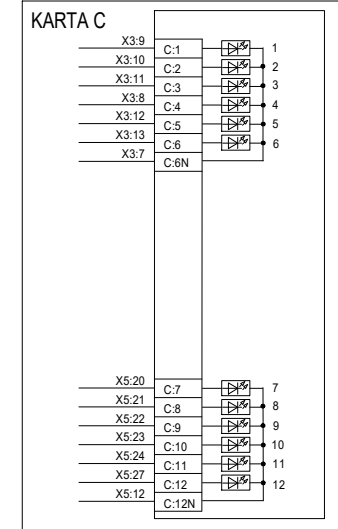 KARTA C
X3:9 C:1 1
X3:10 C:2 2
X3:11 C:3 3
X3:8 C:4 4
X3:12 C:5 5
X3:13 C:6 6
X3:7 C:6N
X5:20 C:7 7
X5:21 C:8 8
X5:22 C:9 9
X5:23 C:10 10
X5:24 C:11 11
X5:27 C:12 12
X5:12 C:12N